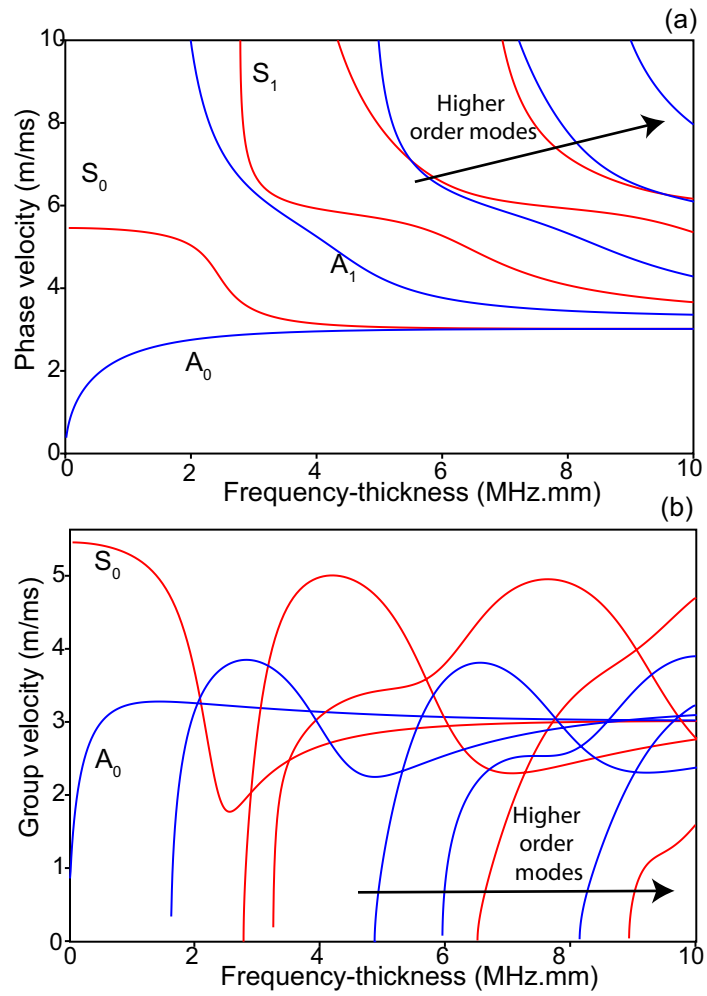 (a)
10
8
6
4
2
0
Phase velocity (m/ms)
S₀
S₁
Higher
order modes
A₁
A₀
0 2 4 6 8 10
Frequency-thickness (MHz.mm)
(b)
5
4
3
2
1
0
Group velocity (m/ms)
S₀
A₀
Higher
order
modes
0 2 4 6 8 10
Frequency-thickness (MHz.mm)